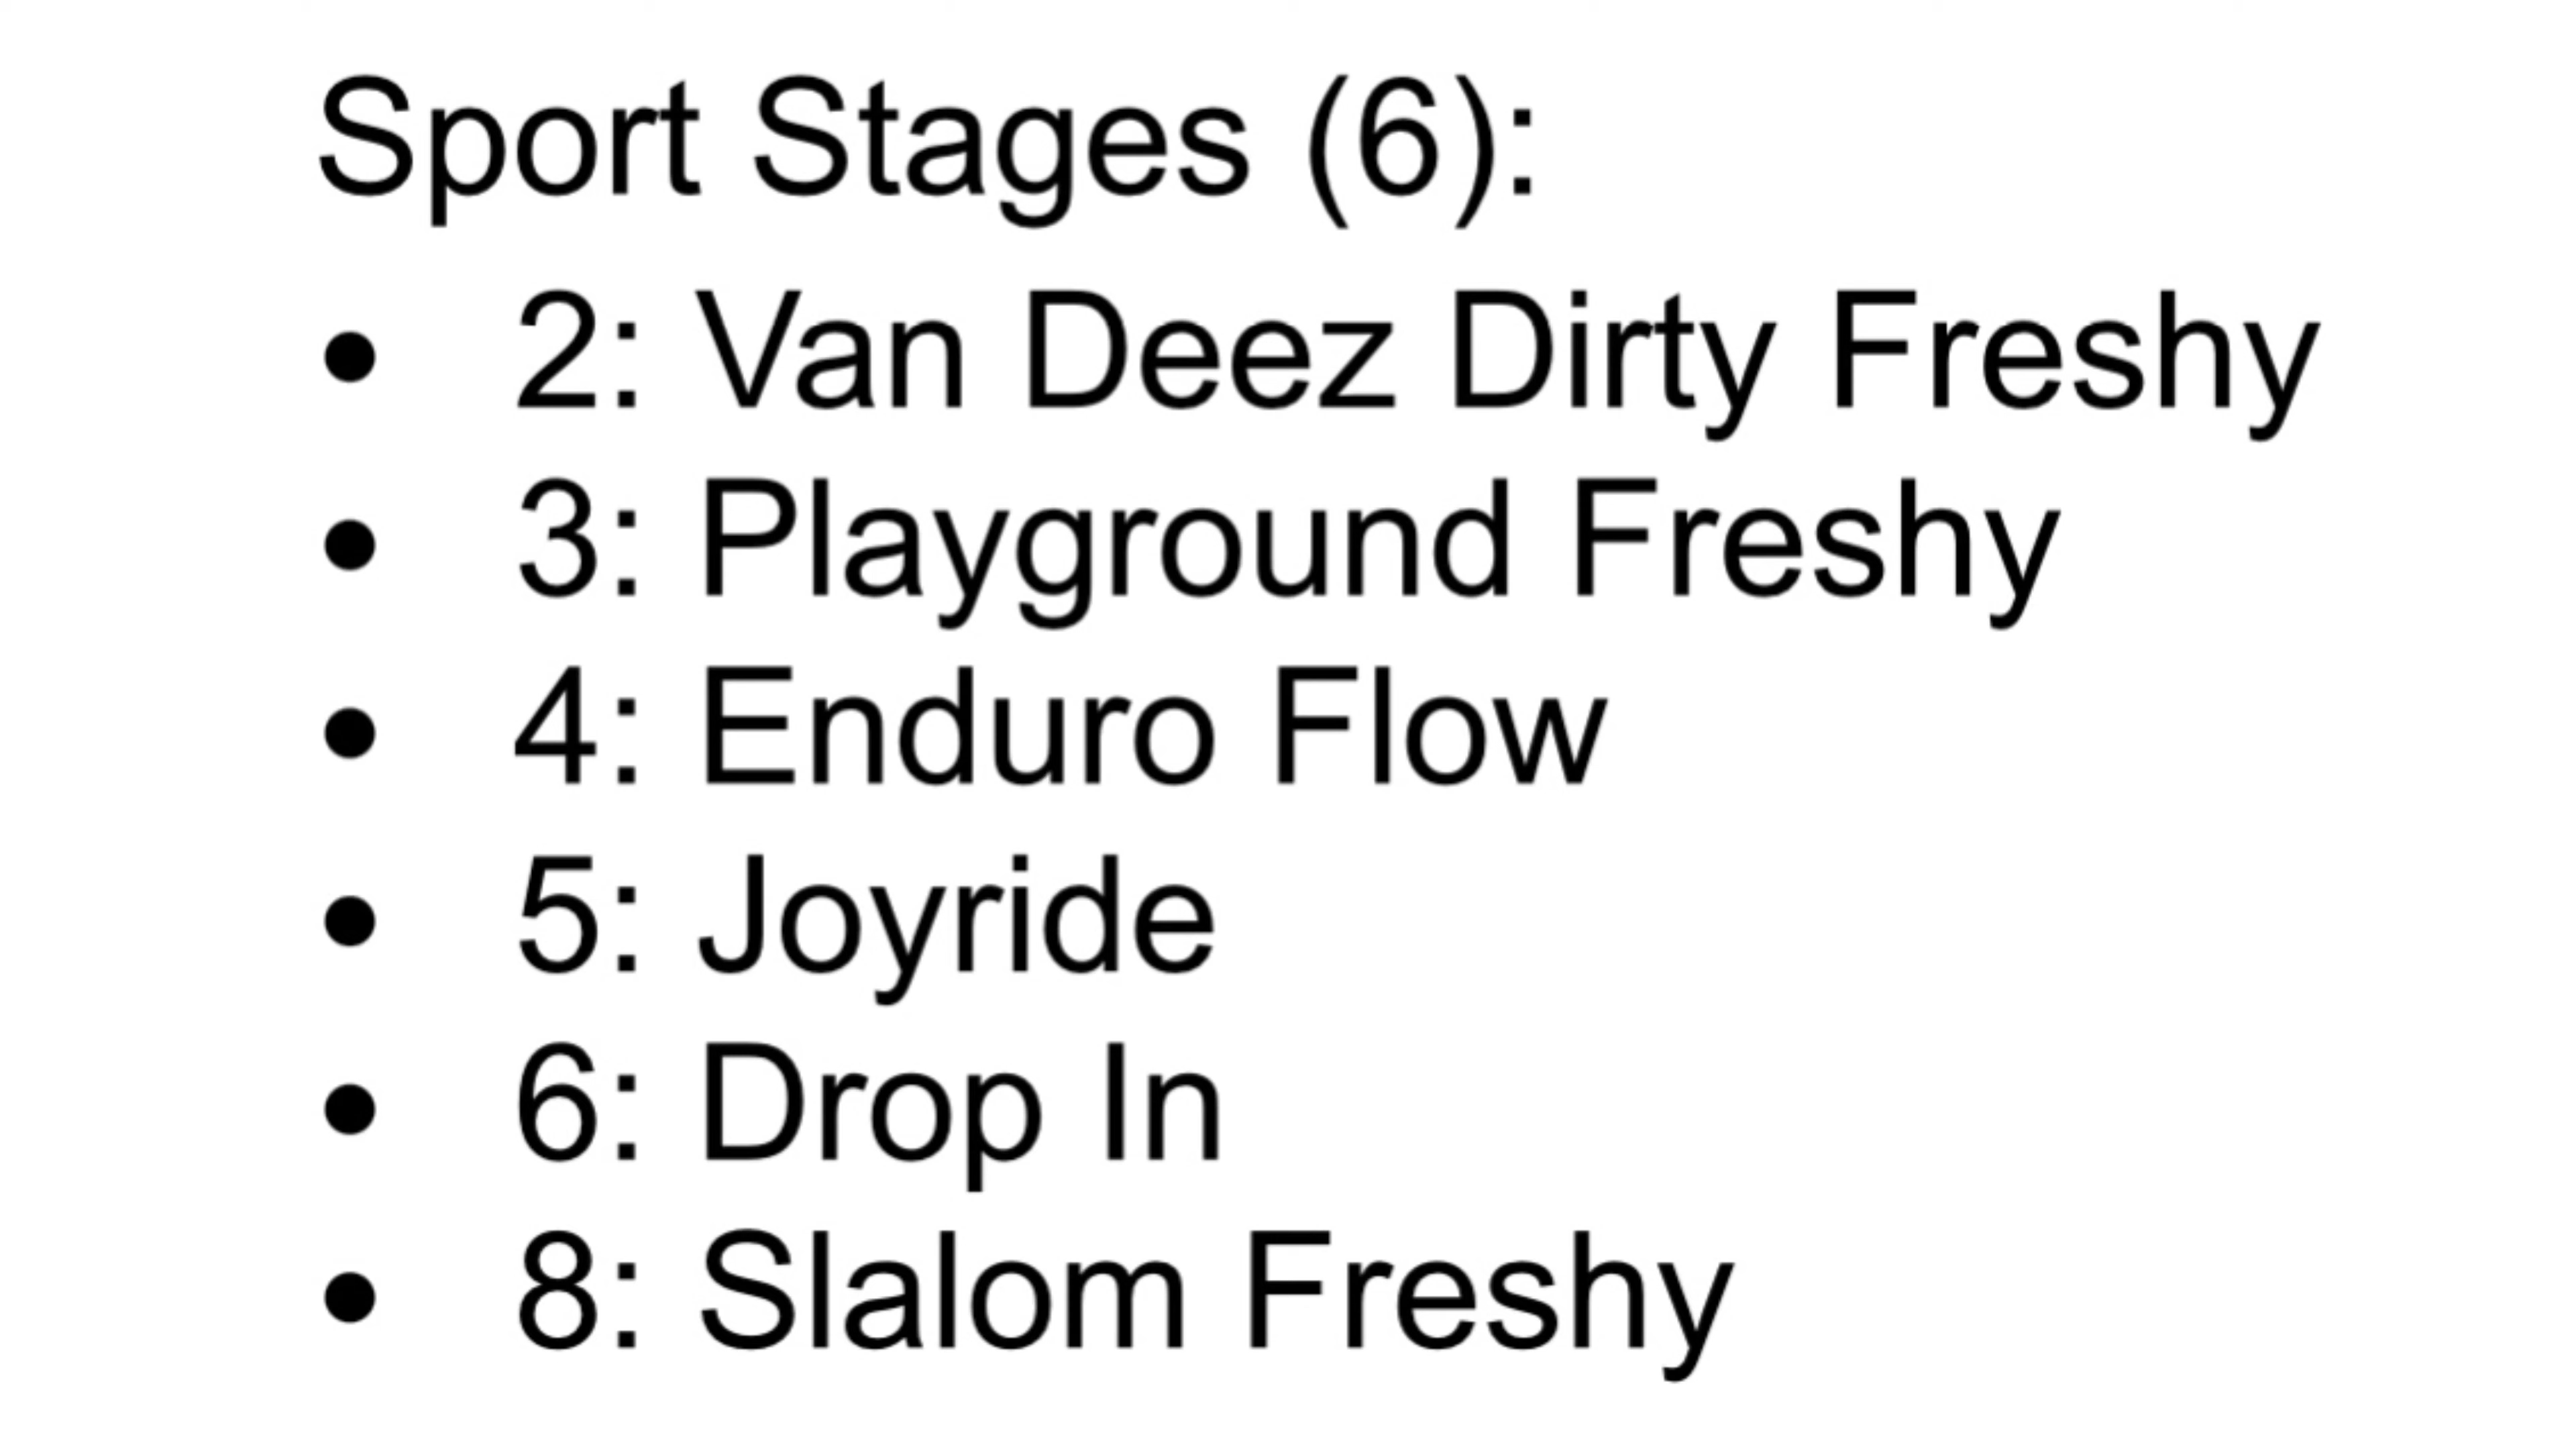 Sport Stages (6):
• 2: Van Deez Dirty Freshy
• 3: Playground Freshy
• 4: Enduro Flow
• 5: Joyride
• 6: Drop In
• 8: Slalom Freshy